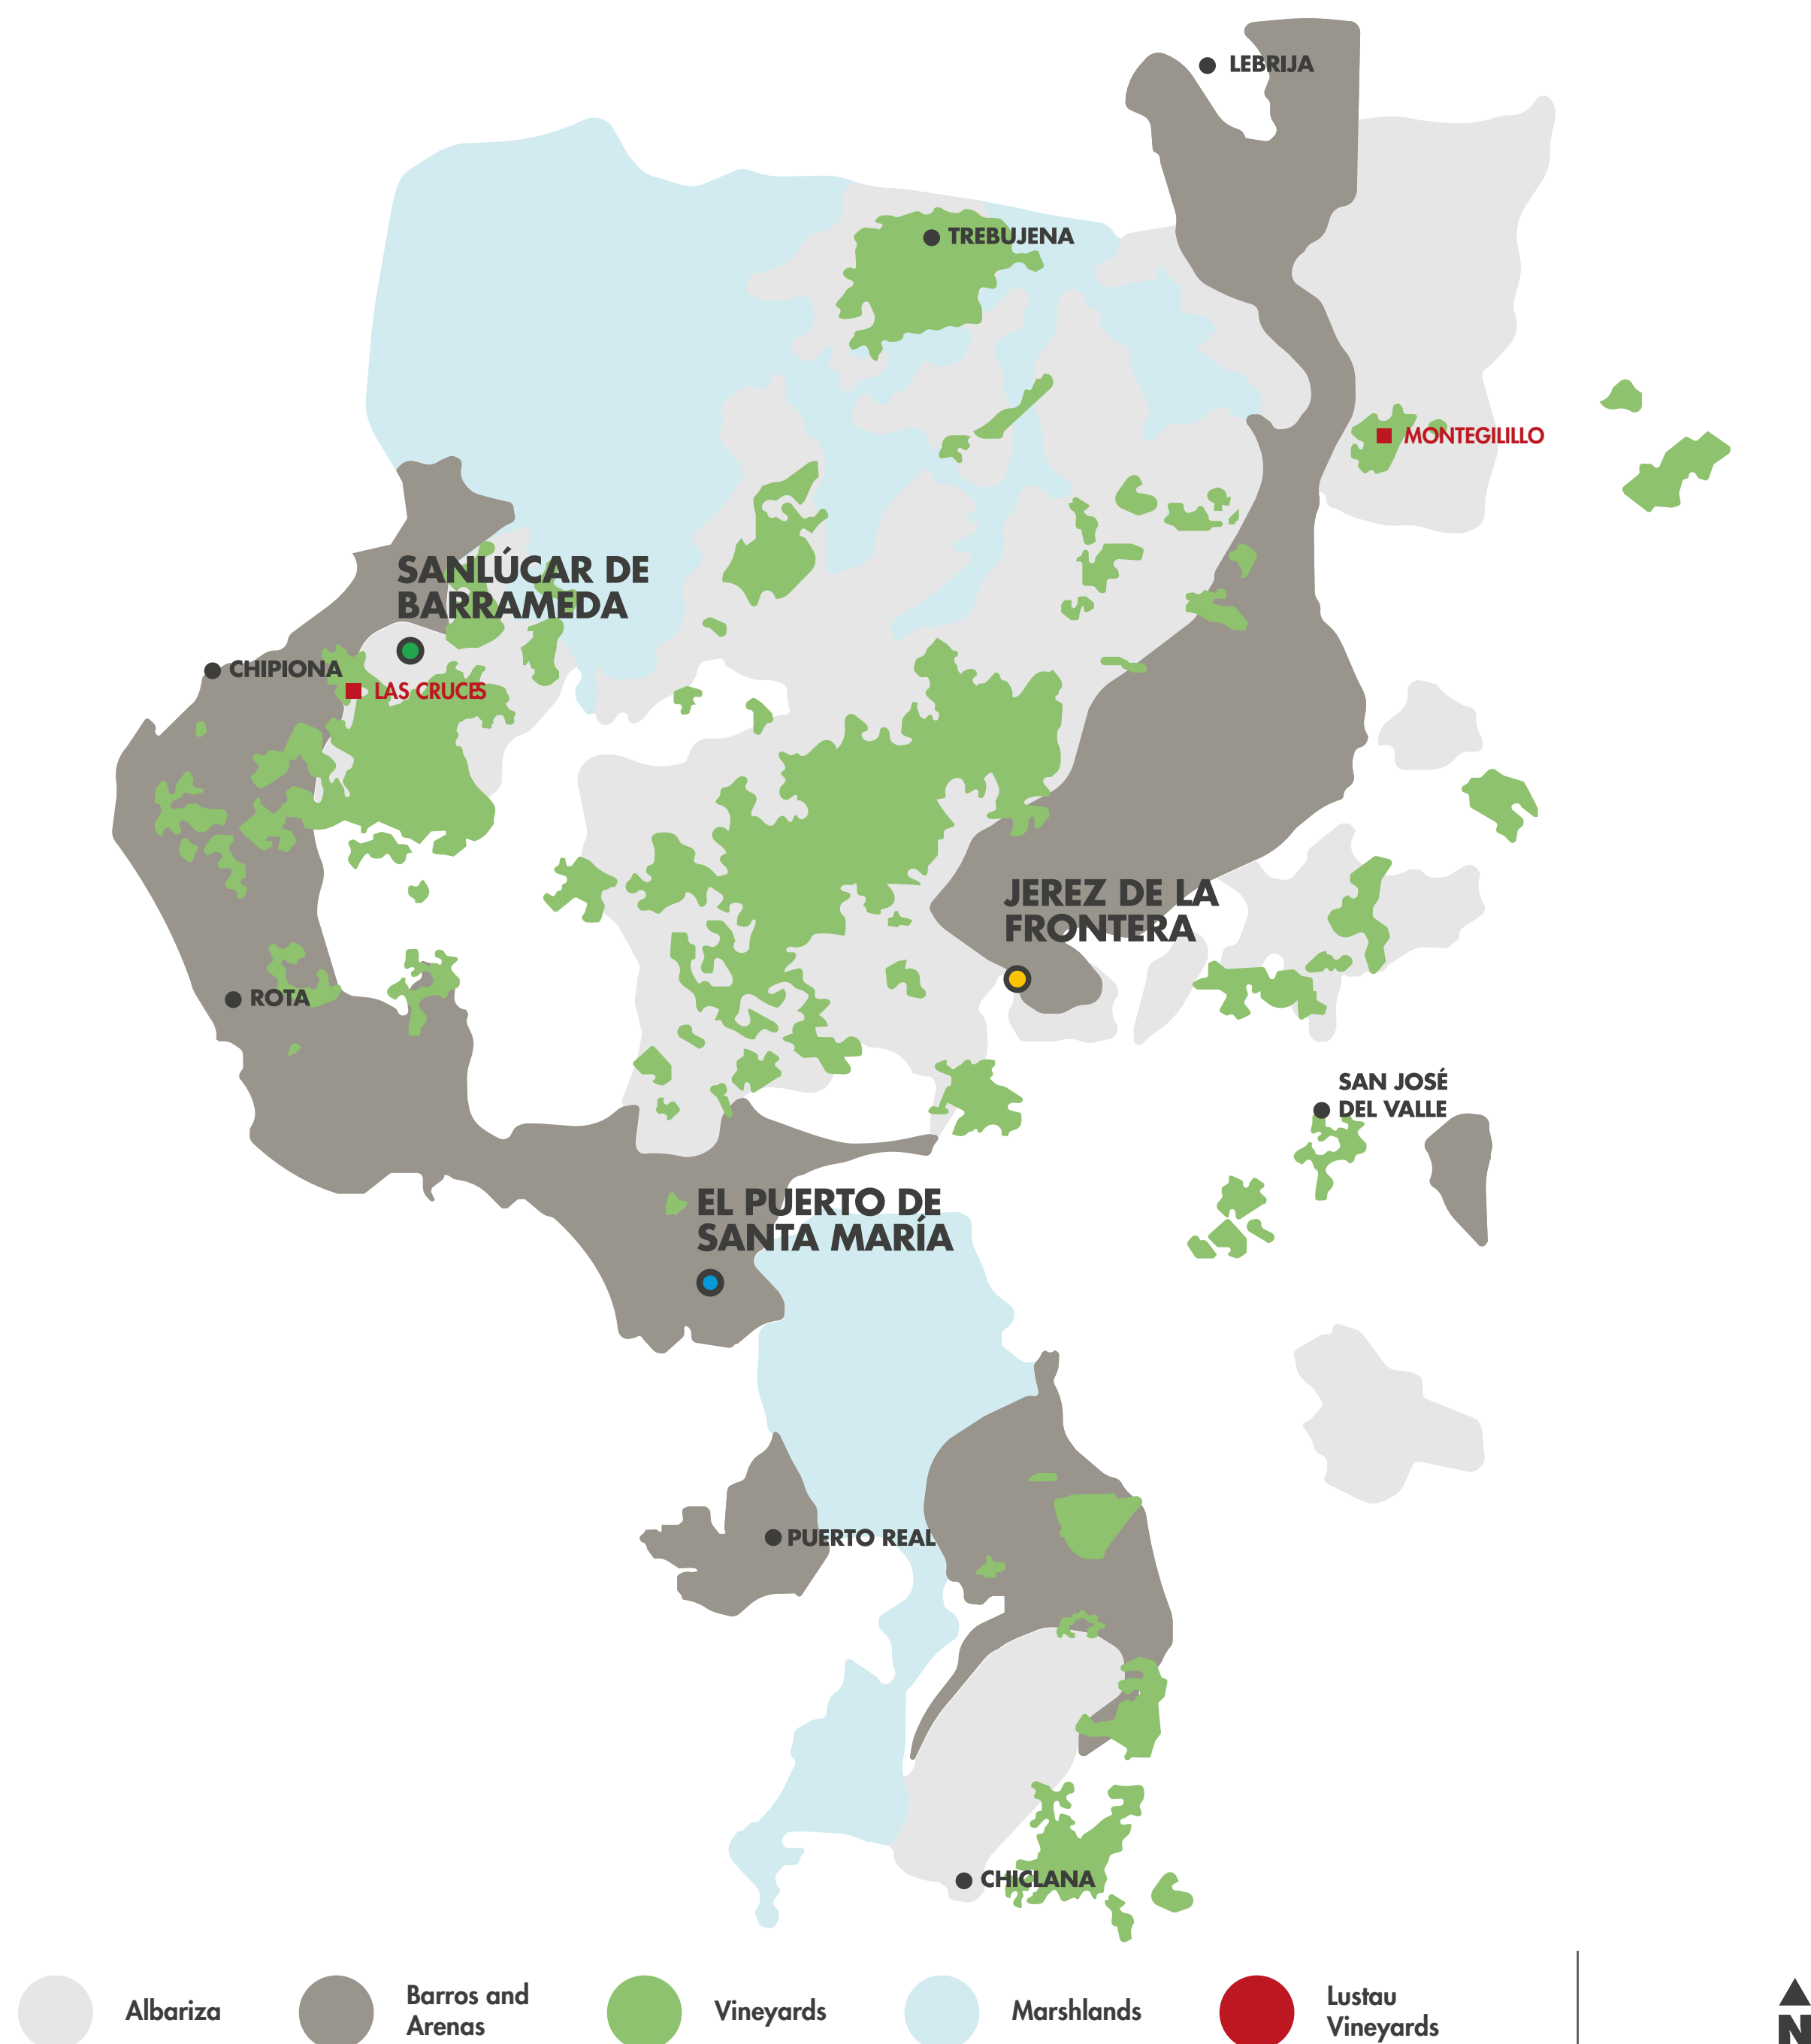 LEBRIJA
TREBUJENA
MONTEGILILLO
SANLÚCAR DE
BARRAMEDA
CHIPIONA
LAS CRUCES
JEREZ DE LA
FRONTERA
ROTA
SAN JOSÉ
DEL VALLE
EL PUERTO DE
SANTA MARÍA
PUERTO REAL
CHICLANA
Albariza
Barros and
Arenas
Vineyards
Marshlands
Lustau
Vineyards
N